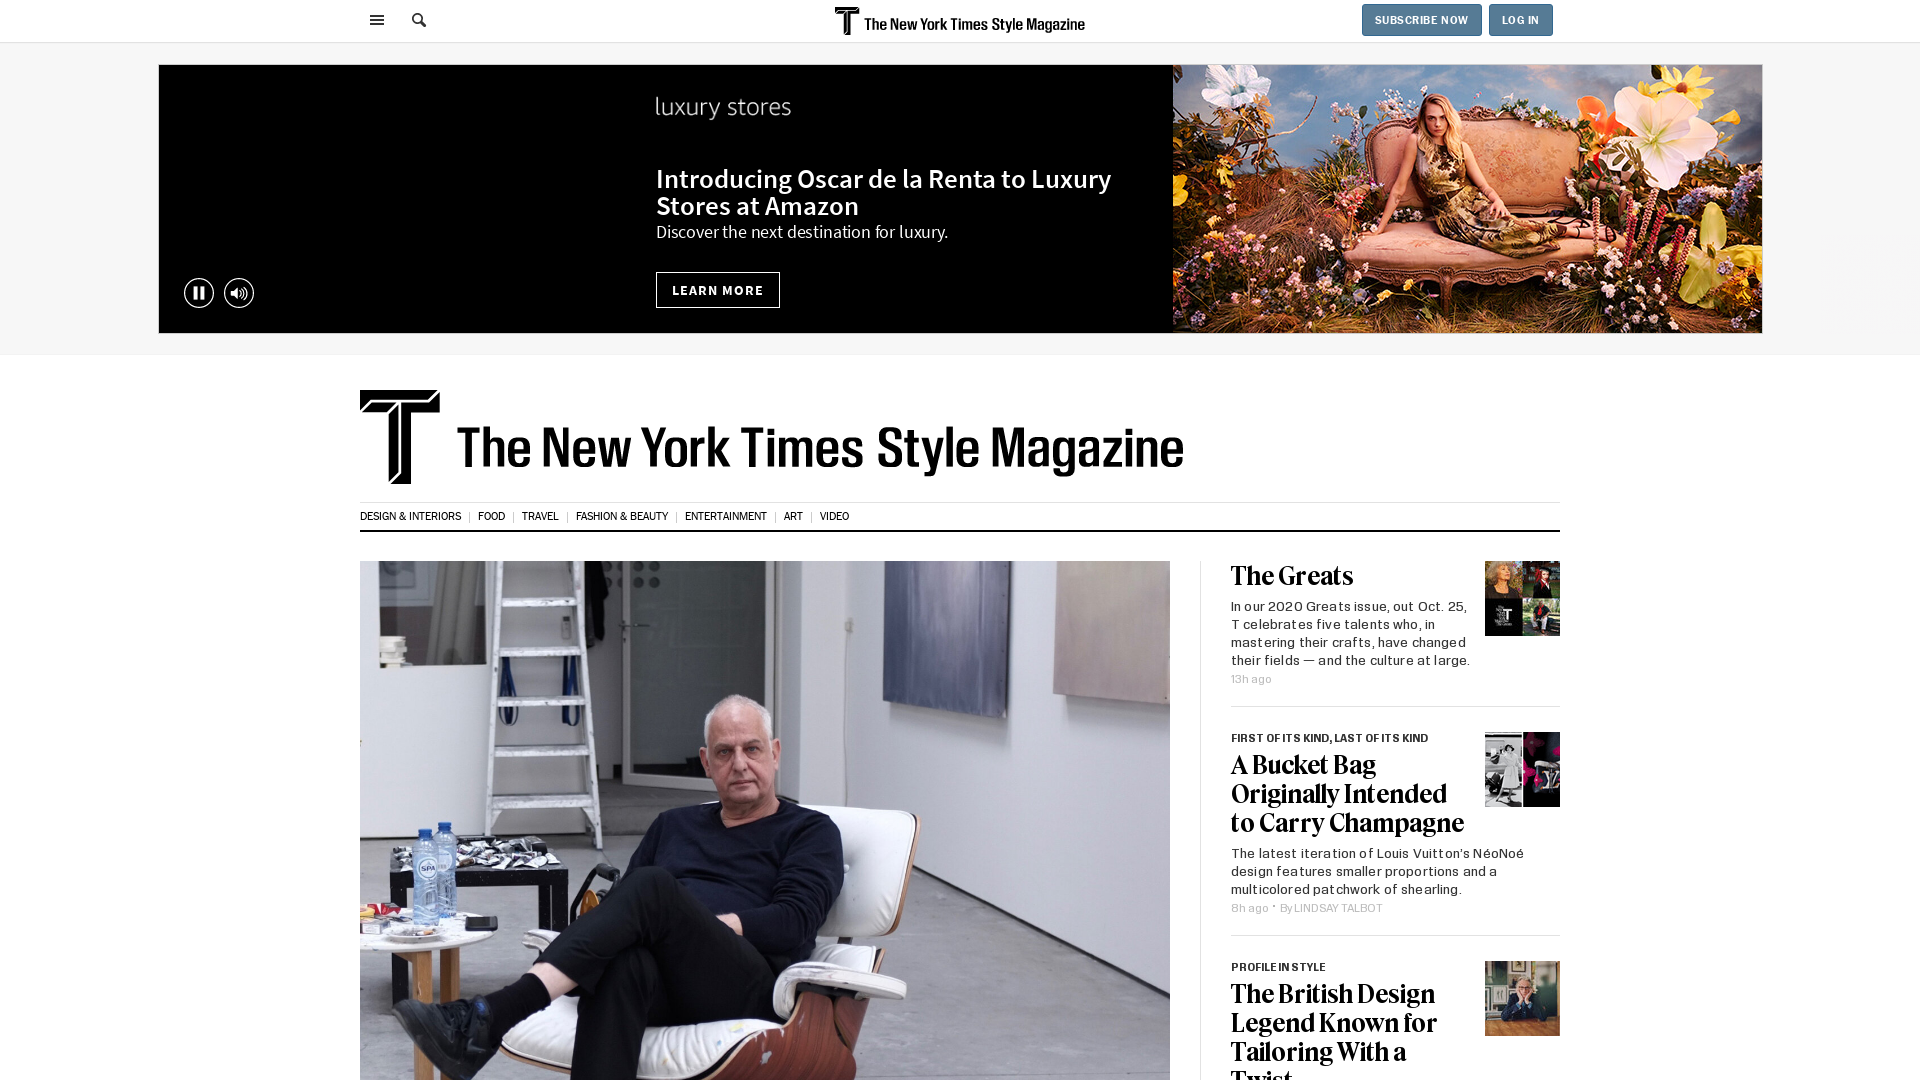 The New York Times Style Magazine
SUBSCRIBE NOW
LOG IN
luxury stores
Introducing Oscar de la Renta to Luxury
Stores at Amazon
Discover the next destination for luxury.
LEARN MORE
The New York Times Style Magazine
DESIGN & INTERIORS
FOOD
TRAVEL
FASHION & BEAUTY
ENTERTAINMENT
ART
VIDEO
SPA
The Greats
In our 2020 Greats issue, out Oct. 25,
T celebrates five talents who, in
mastering their crafts, have changed
their fields — and the culture at large.
13h ago
FIRST OF ITS KIND, LAST OF ITS KIND
A Bucket Bag
Originally Intended
to Carry Champagne
The latest iteration of Louis Vuitton's NéoNoé
design features smaller proportions and a
multicolored patchwork of shearling.
8h ago • By LINDSAY TALBOT
PROFILE IN STYLE
The British Design
Legend Known for
Tailoring With a
Twist